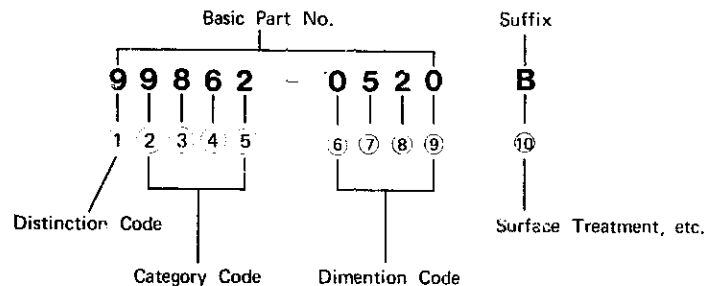 Basic Part No. Suffix
9 9 8 6 2 - 0 5 2 0 B
1 2 3 4 5 6 7 8 9 10
Distinction Code Surface Treatment, etc.
Category Code Dimention Code